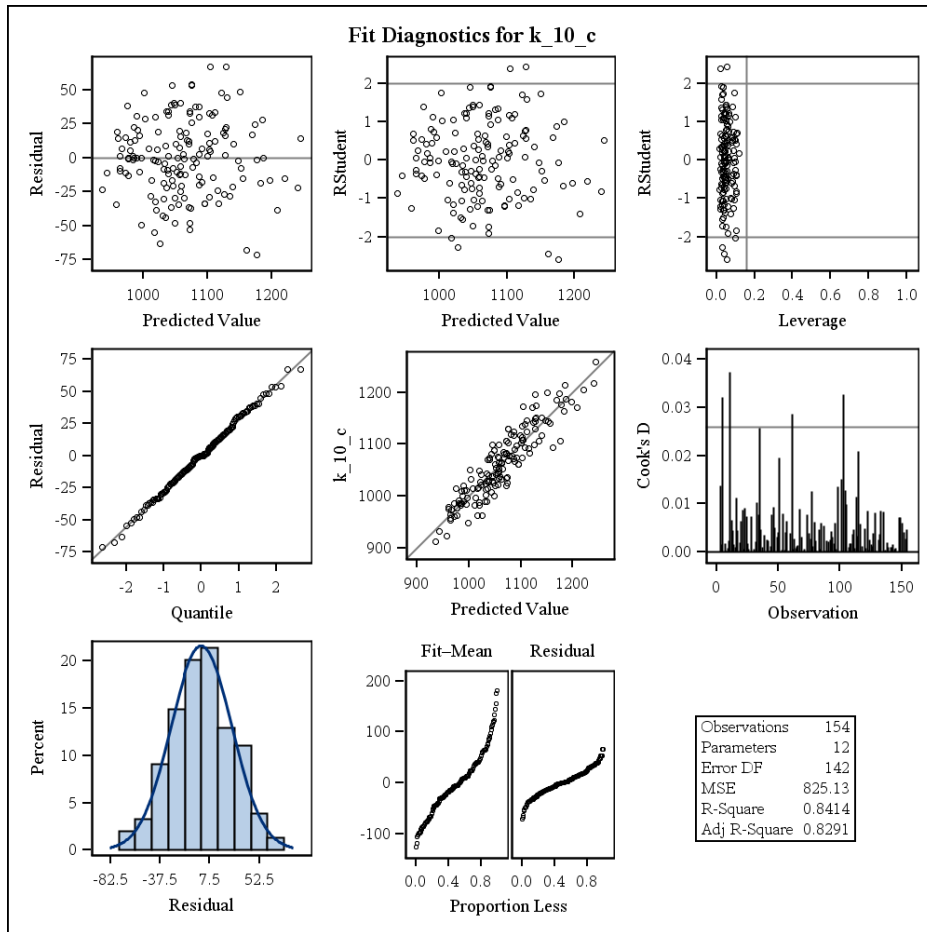 Fit Diagnostics for k_10_c
Residual
50
25
0
-25
-50
-75
1000 1100 1200
Predicted Value
RStudent
2
1
0
-1
-2
1000 1100 1200
Predicted Value
RStudent
2
1
0
-1
-2
0.0 0.2 0.4 0.6 0.8 1.0
Leverage
Residual
75
50
25
0
-25
-50
-75
-2 -1 0 1 2
Quantile
k_10_c
1200
1100
1000
900
900 1000 1100 1200
Predicted Value
Cook's D
0.04
0.03
0.02
0.01
0.00
0 50 100 150
Observation
Percent
20
15
10
5
0
-82.5 -37.5 7.5 52.5
Residual
Fit–Mean Residual
200
100
0
-100
0.0 0.4 0.8 0.0 0.4 0.8
Proportion Less
Observations 154
Parameters 12
Error DF 142
MSE 825.13
R-Square 0.8414
Adj R-Square 0.8291